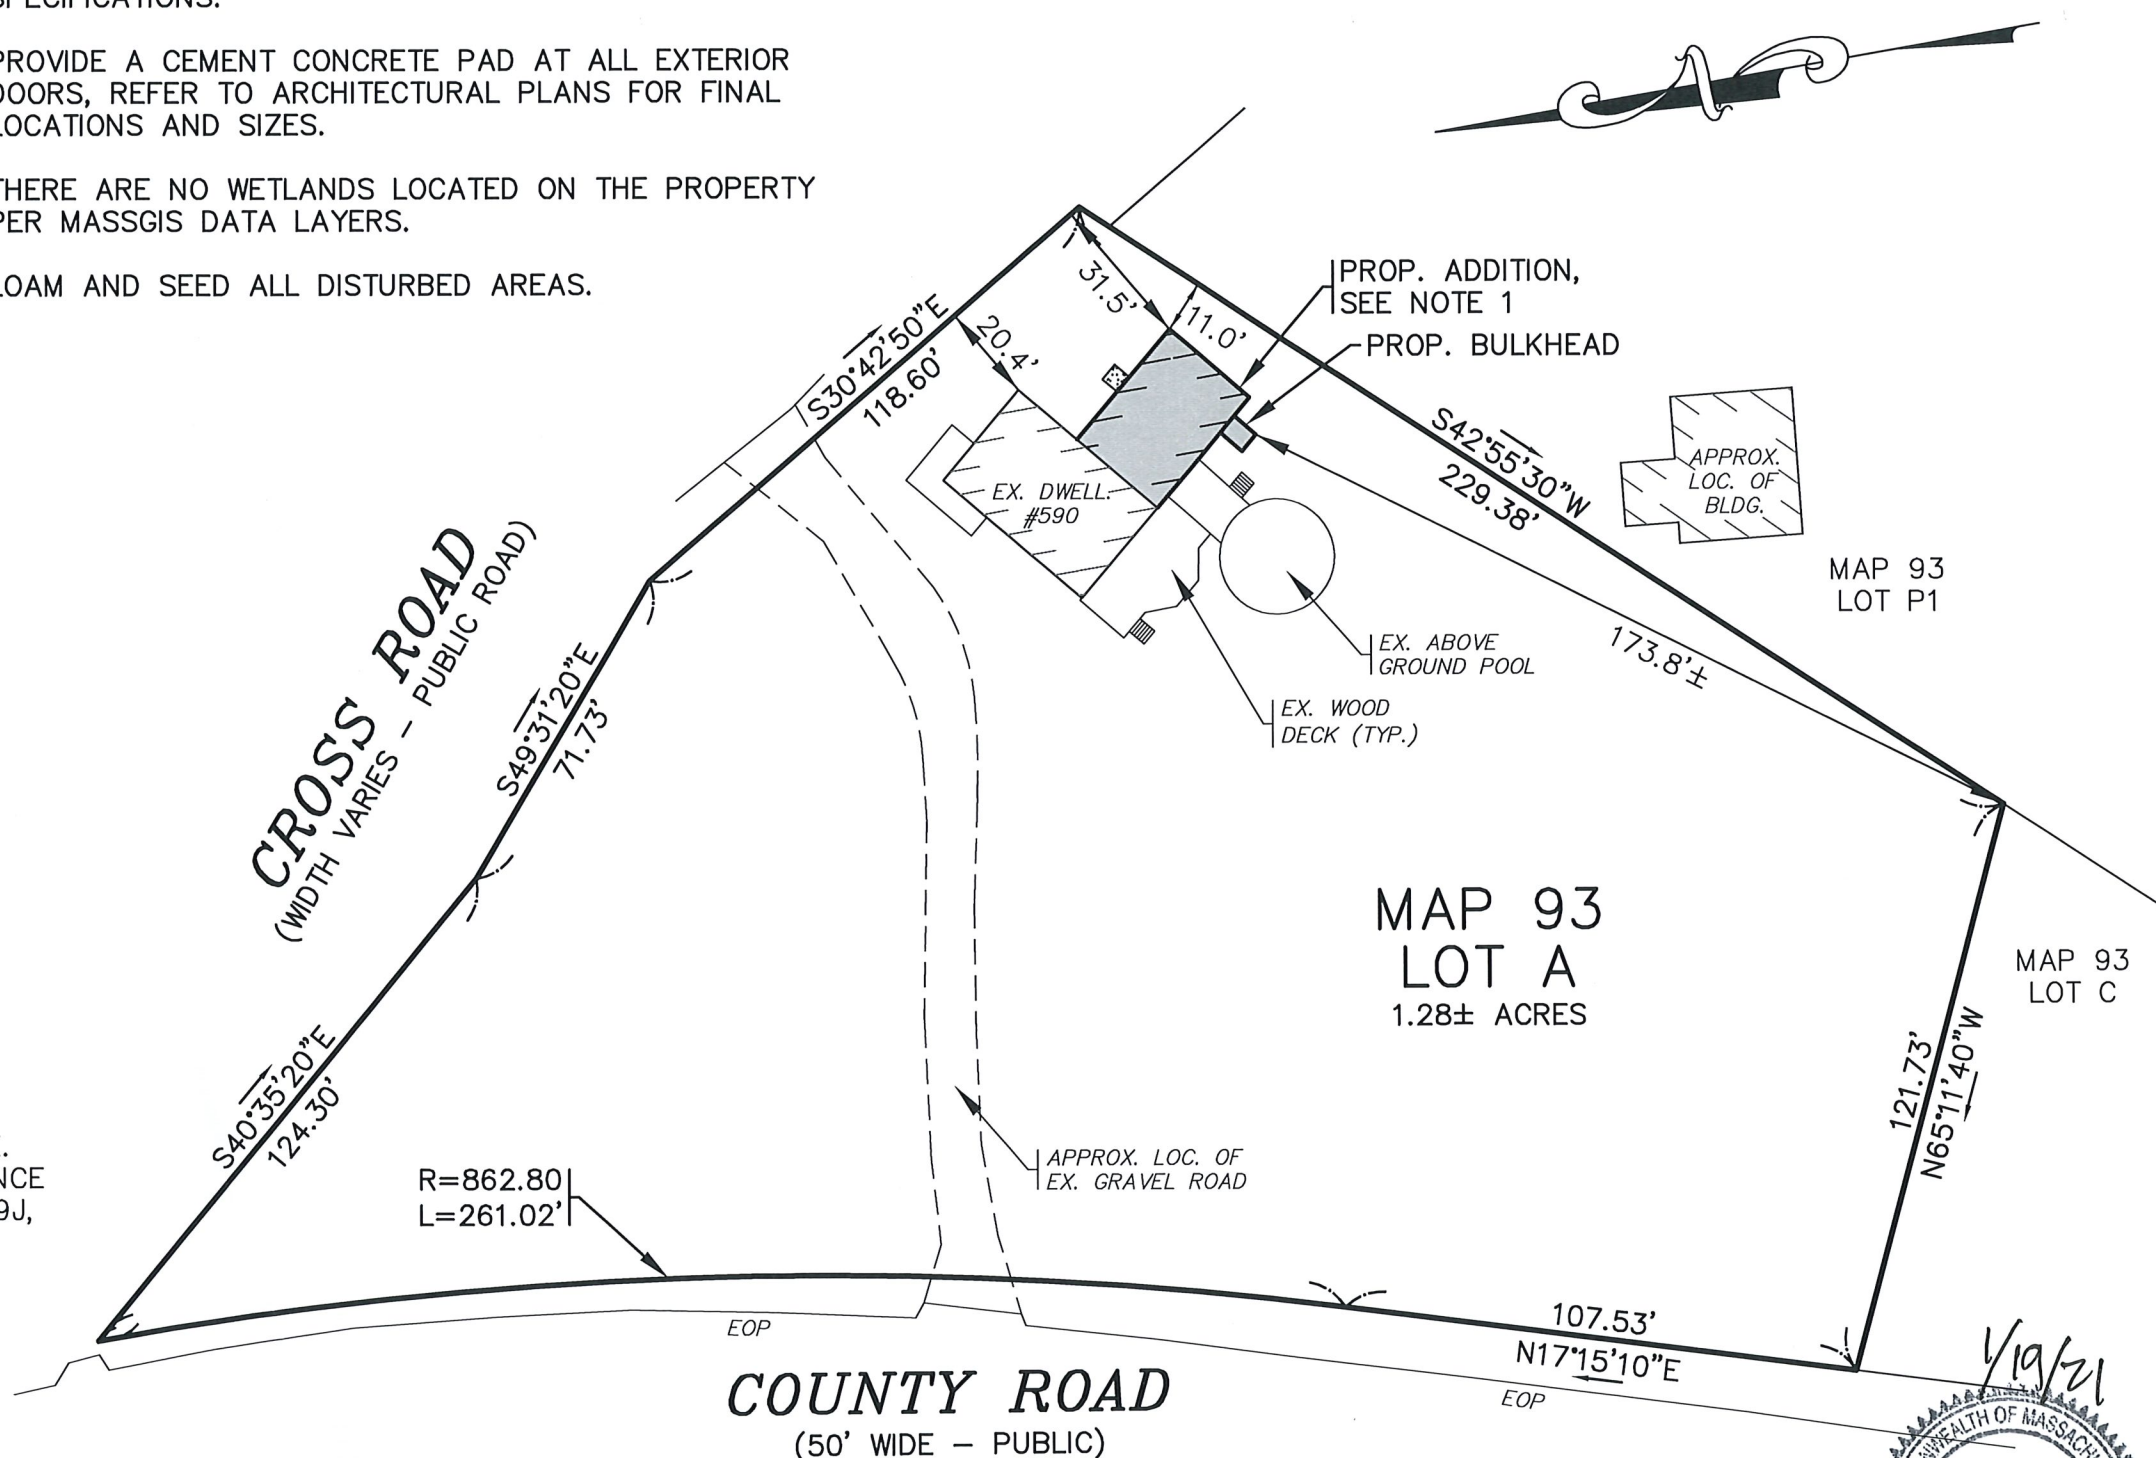 SPECIFICATIONS.
PROVIDE A CEMENT CONCRETE PAD AT ALL EXTERIOR
DOORS, REFER TO ARCHITECTURAL PLANS FOR FINAL
LOCATIONS AND SIZES.
THERE ARE NO WETLANDS LOCATED ON THE PROPERTY
PER MASSGIS DATA LAYERS.
LOAM AND SEED ALL DISTURBED AREAS.
N
PROP. ADDITION,
SEE NOTE 1
PROP. BULKHEAD
31.5'
11.0'
20.4'
S30°42'50"E
118.60'
S42°55'30"W
229.38'
APPROX.
LOC. OF
BLDG.
EX. DWELL.
#590
MAP 93
LOT P1
173.8'±
EX. ABOVE
GROUND POOL
EX. WOOD
DECK (TYP.)
CROSS ROAD
(WIDTH VARIES – PUBLIC ROAD)
S49°31'20"E
71.73'
MAP 93
LOT A
1.28± ACRES
MAP 93
LOT C
S40°35'20"E
124.30'
121.73'
N65°11'40"W
APPROX. LOC. OF
EX. GRAVEL ROAD
NCE
9J,
R=862.80
L=261.02'
107.53'
N17°15'10"E
EOP
EOP
COUNTY ROAD
(50' WIDE – PUBLIC)
1/19/21
NWEALTH OF MASSACH